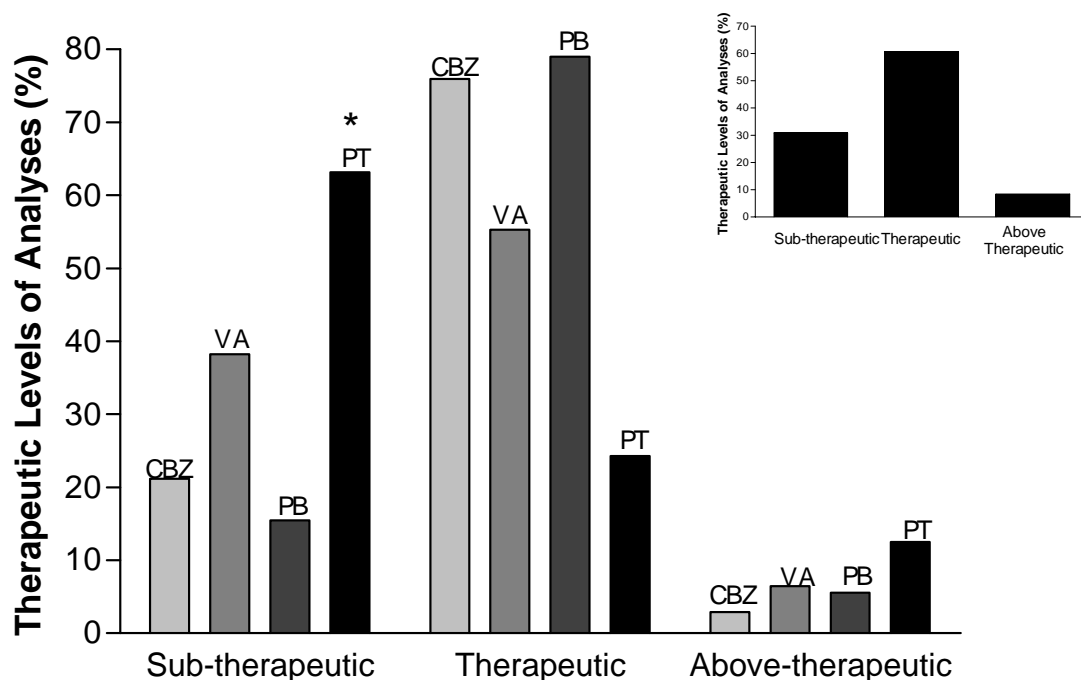 Therapeutic Levels of Analyses (%)
80
70
60
50
40
30
20
10
0
CBZ
VA
PB
*
PT
CBZ
VA
PB
PT
CBZ
VA
PB
PT
Sub-therapeutic
Therapeutic
Above-therapeutic
Therapeutic Levels of Analyses (%)
70
60
50
40
30
20
10
0
Sub-therapeutic
Therapeutic
Above
Therapeutic